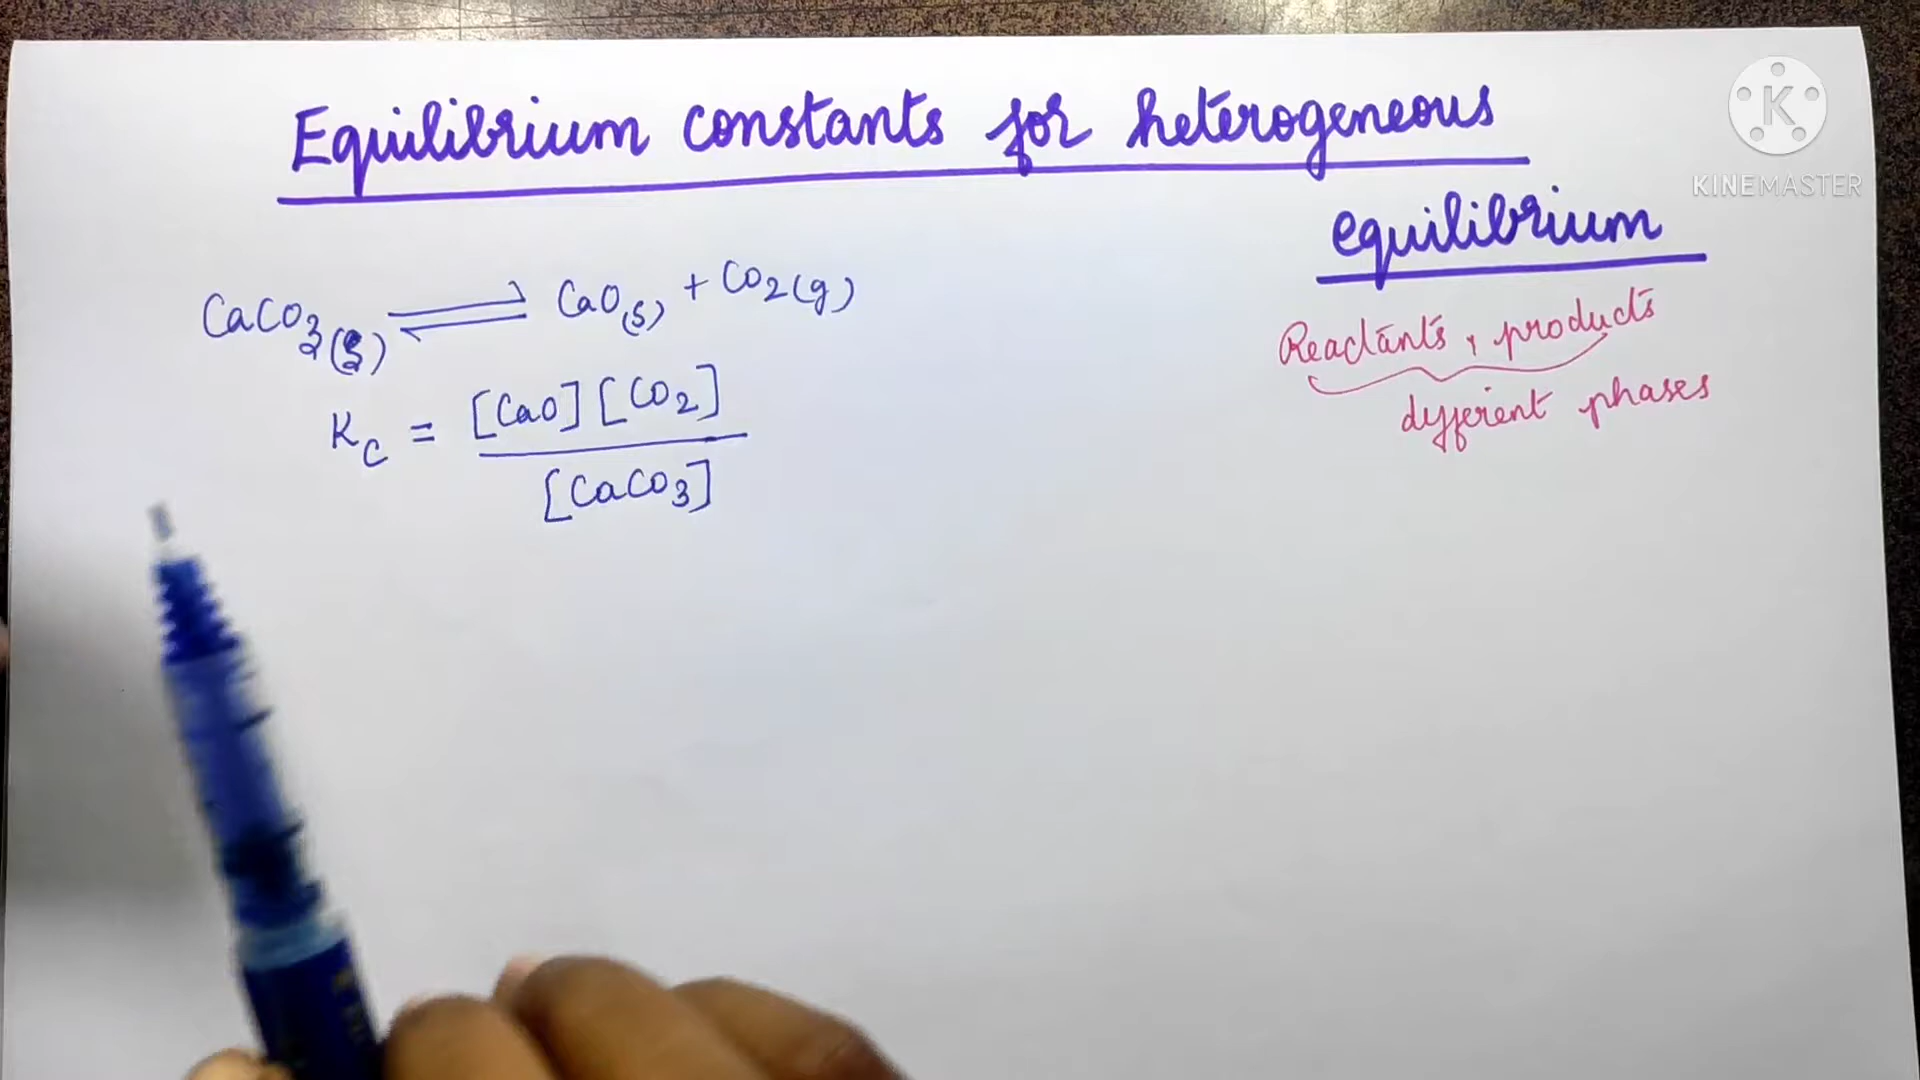 Equilibrium constants for heterogeneous
equilibrium
KINEMASTER
CaCO3(s) ⇌ CaO(s) + CO2(g)
Kc = [CaO][CO2]
[CaCO3]
Reactants, products
different phases